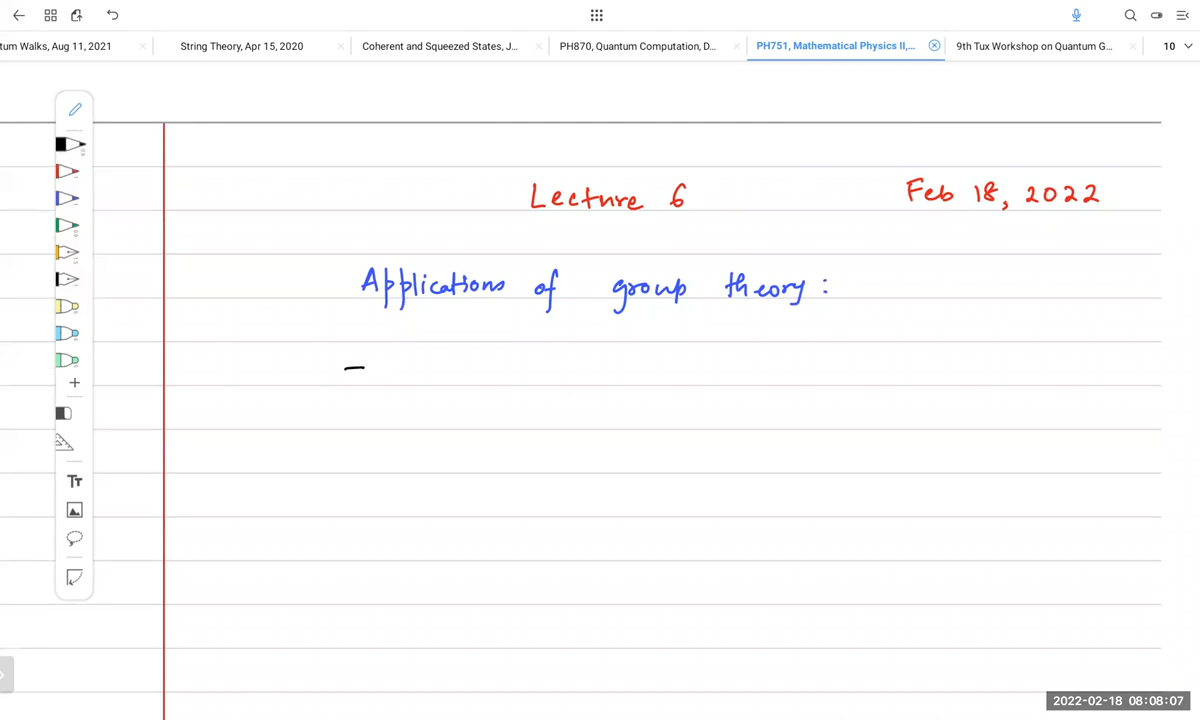 tum Walks, Aug 11, 2021 String Theory, Apr 15, 2020 Coherent and Squeezed States, J... PH870, Quantum Computation, D... PH751, Mathematical Physics II,... 9th Tux Workshop on Quantum G... 10
Lecture 6 Feb 18, 2022
Applications of group theory :
–
Tт
2022-02-18 08:08:07